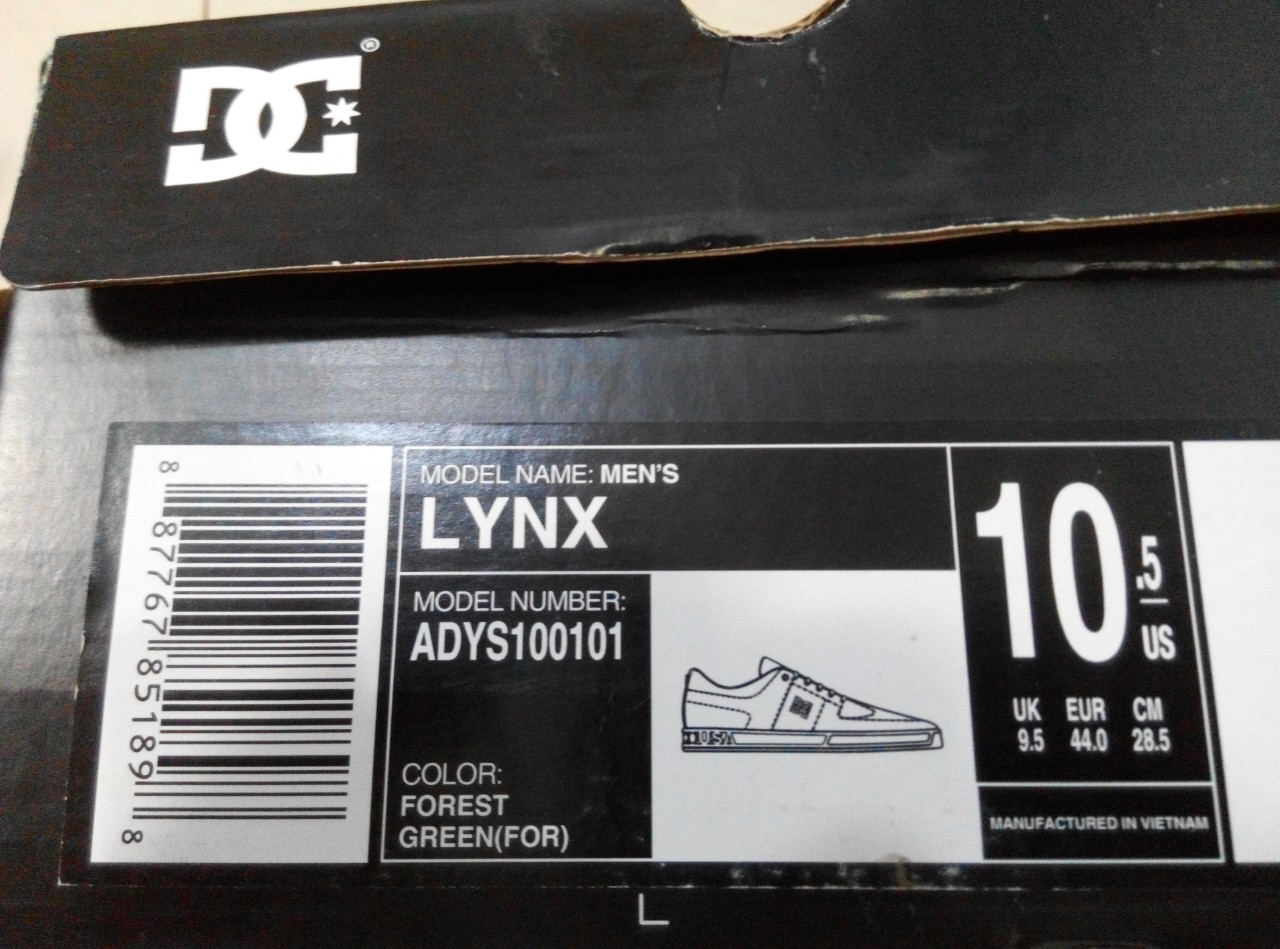 DC®
8 87767 85189 8
MODEL NAME: MEN'S
LYNX
MODEL NUMBER:
ADYS100101
COLOR:
FOREST
GREEN(FOR)
USA
10.5
US
UK EUR CM
9.5 44.0 28.5
MANUFACTURED IN VIETNAM
L